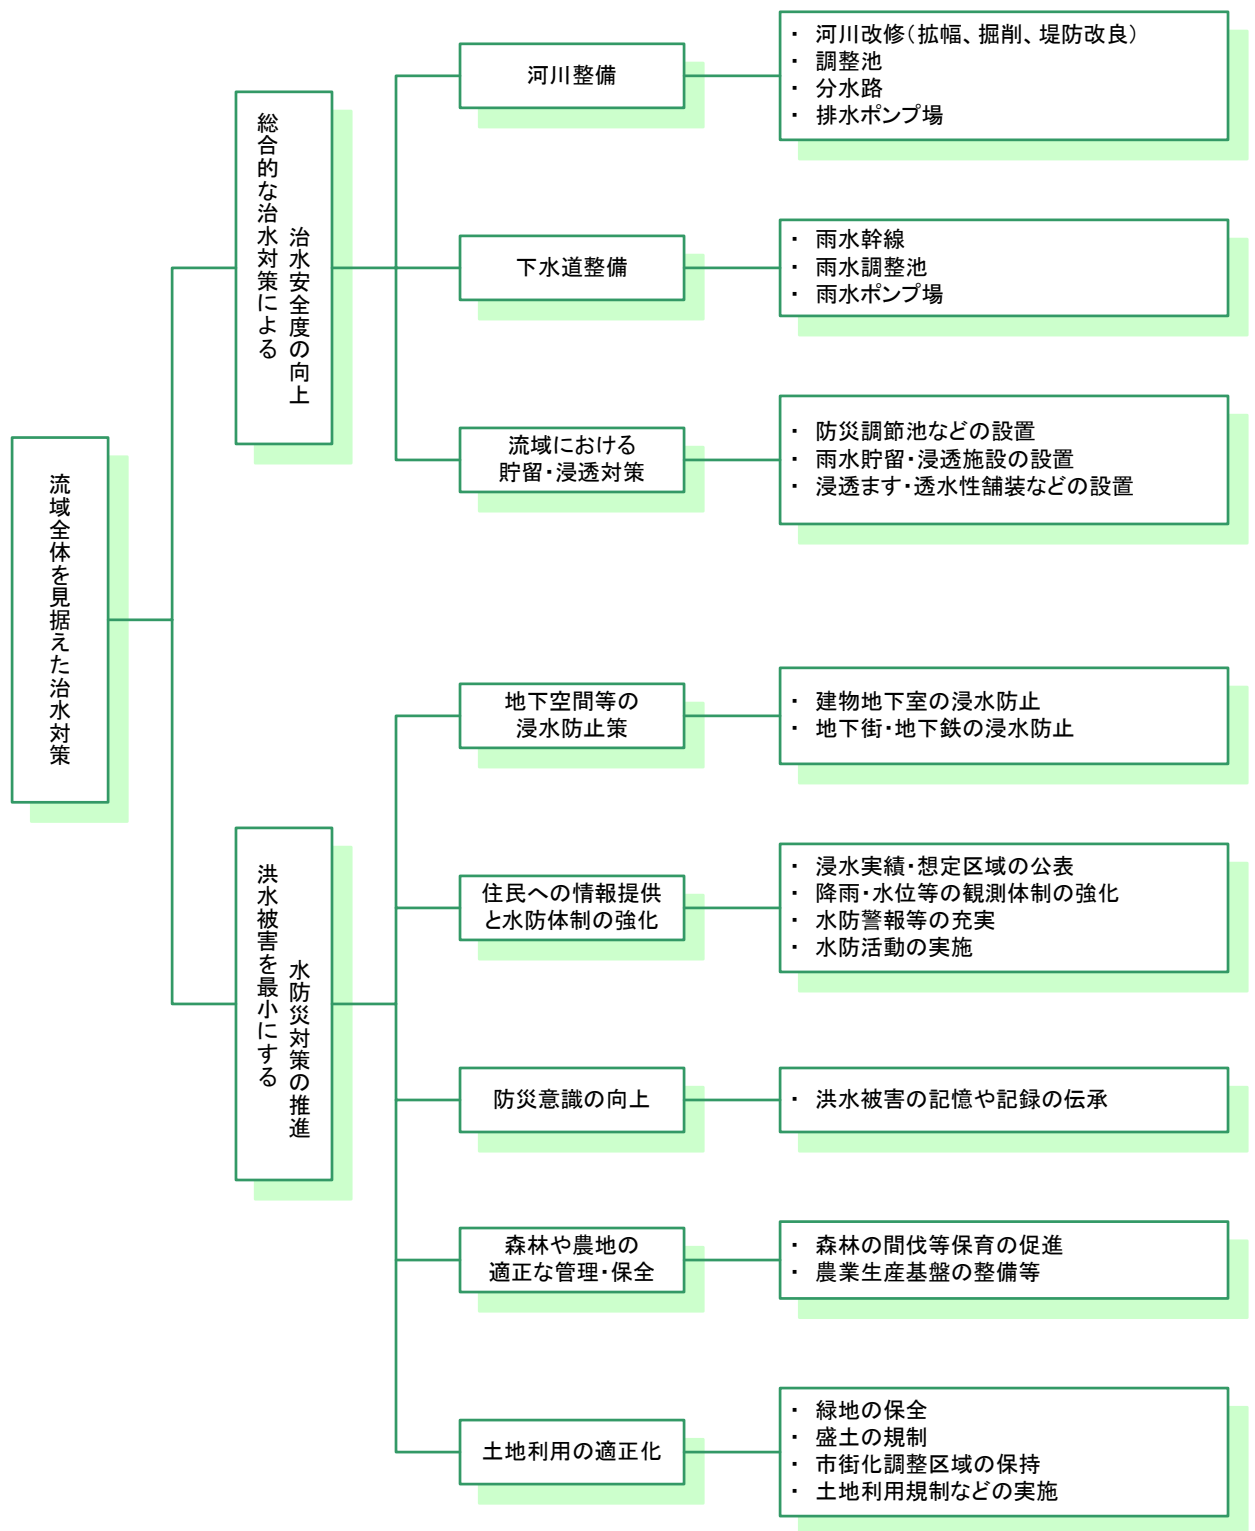 流域全体を見据えた治水対策
総合的な治水対策による
治水安全度の向上
河川整備
・ 河川改修（拡幅、掘削、堤防改良）
・ 調整池
・ 分水路
・ 排水ポンプ場
下水道整備
・ 雨水幹線
・ 雨水調整池
・ 雨水ポンプ場
流域における
貯留・浸透対策
・ 防災調節池などの設置
・ 雨水貯留・浸透施設の設置
・ 浸透ます・透水性舗装などの設置
洪水被害を最小にする
水防災対策の推進
地下空間等の
浸水防止策
・ 建物地下室の浸水防止
・ 地下街・地下鉄の浸水防止
住民への情報提供
と水防体制の強化
・ 浸水実績・想定区域の公表
・ 降雨・水位等の観測体制の強化
・ 水防警報等の充実
・ 水防活動の実施
防災意識の向上
・ 洪水被害の記憶や記録の伝承
森林や農地の
適正な管理・保全
・ 森林の間伐等保育の促進
・ 農業生産基盤の整備等
土地利用の適正化
・ 緑地の保全
・ 盛土の規制
・ 市街化調整区域の保持
・ 土地利用規制などの実施